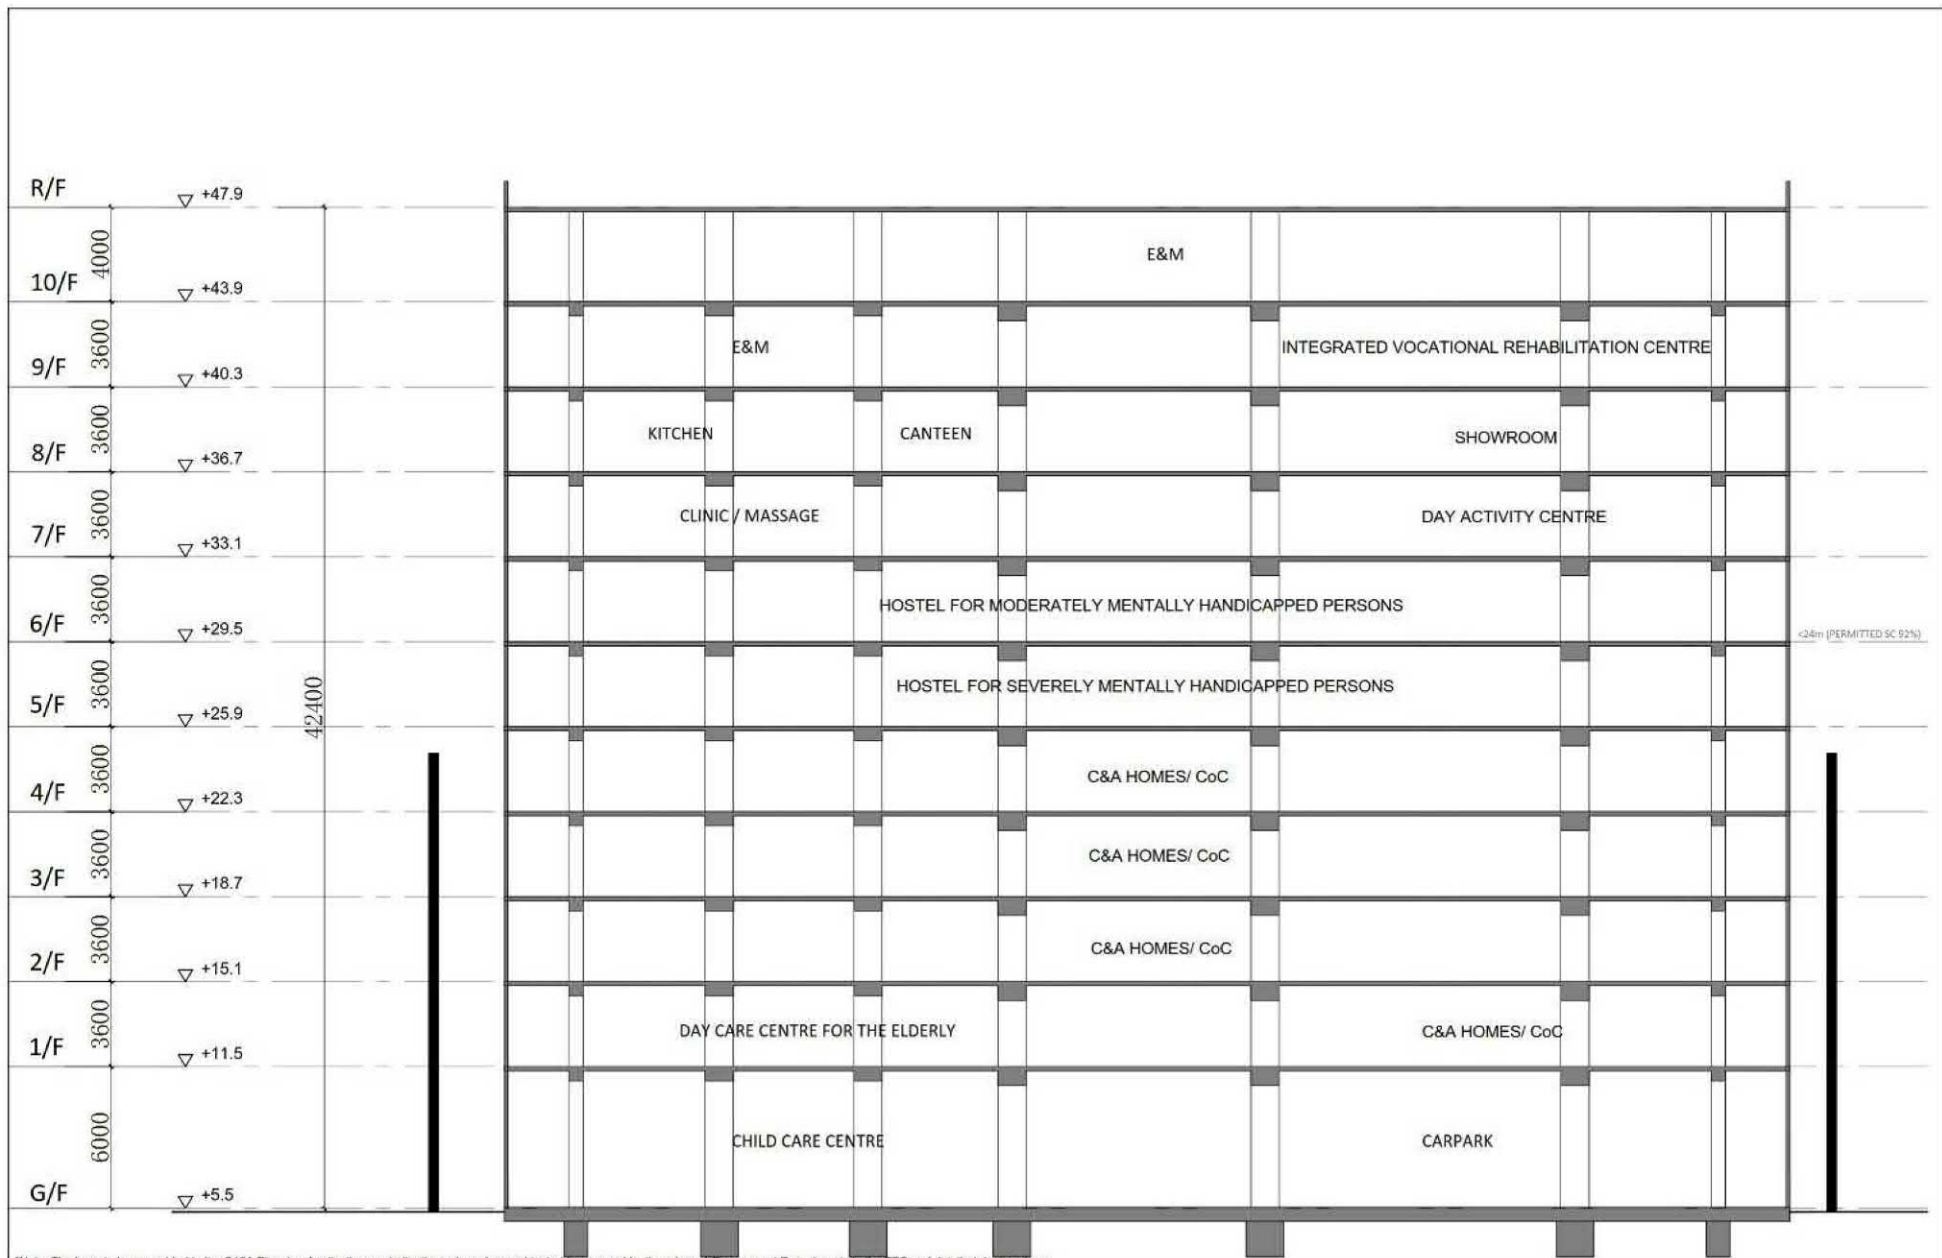 R/F
+47.9
4000
E&M
10/F
+43.9
3600
E&M
INTEGRATED VOCATIONAL REHABILITATION CENTRE
9/F
+40.3
3600
KITCHEN
CANTEEN
SHOWROOM
8/F
+36.7
3600
CLINIC / MASSAGE
DAY ACTIVITY CENTRE
7/F
+33.1
3600
HOSTEL FOR MODERATELY MENTALLY HANDICAPPED PERSONS
6/F
+29.5
<24m (PERMITTED SC 92%)
3600
HOSTEL FOR SEVERELY MENTALLY HANDICAPPED PERSONS
5/F
+25.9
42400
3600
C&A HOMES/ CoC
4/F
+22.3
3600
C&A HOMES/ CoC
3/F
+18.7
3600
C&A HOMES/ CoC
2/F
+15.1
3600
DAY CARE CENTRE FOR THE ELDERLY
C&A HOMES/ CoC
1/F
+11.5
6000
CHILD CARE CENTRE
CARPARK
G/F
+5.5